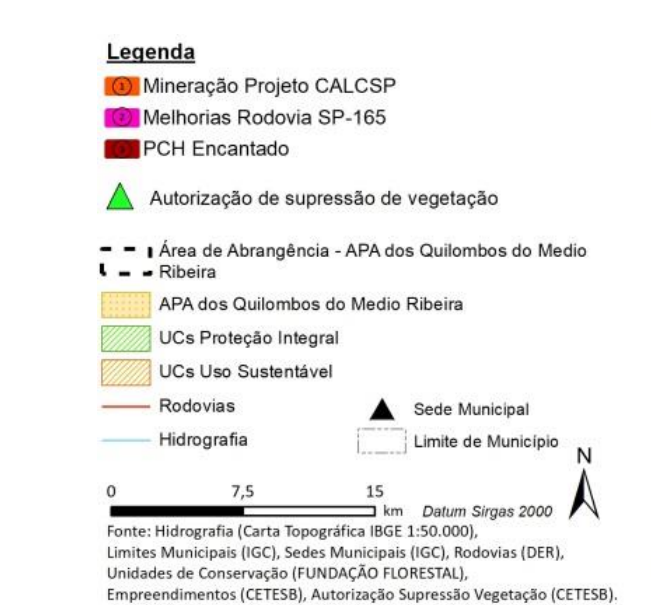 Legenda
1 Mineração Projeto CALCSP
2 Melhorias Rodovia SP-165
3 PCH Encantado
Autorização de supressão de vegetação
Área de Abrangência - APA dos Quilombos do Medio
Ribeira
APA dos Quilombos do Medio Ribeira
UCs Proteção Integral
UCs Uso Sustentável
Rodovias
Sede Municipal
Hidrografia
Limite de Município
N
0 7,5 15
km Datum Sirgas 2000
Fonte: Hidrografia (Carta Topográfica IBGE 1:50.000),
Limites Municipais (IGC), Sedes Municipais (IGC), Rodovias (DER),
Unidades de Conservação (FUNDAÇÃO FLORESTAL),
Empreendimentos (CETESB), Autorização Supressão Vegetação (CETESB).